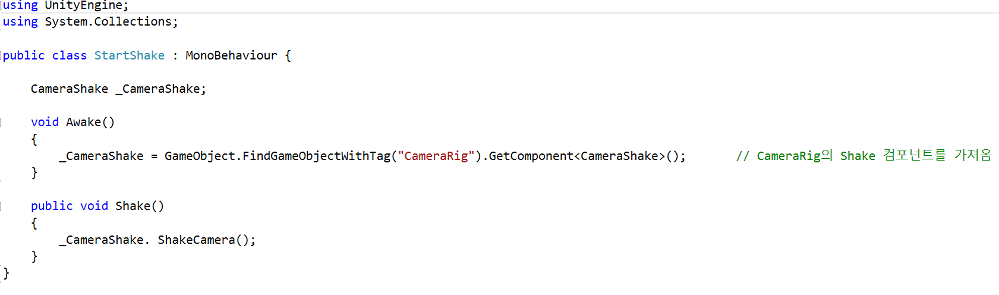 using UnityEngine;
using System.Collections;
public class StartShake : MonoBehaviour {
CameraShake _CameraShake;
void Awake()
{
_CameraShake = GameObject.FindGameObjectWithTag("CameraRig").GetComponent<CameraShake>(); // CameraRig의 Shake 컴포넌트를 가져옴
}
public void Shake()
{
_CameraShake. ShakeCamera();
}
}